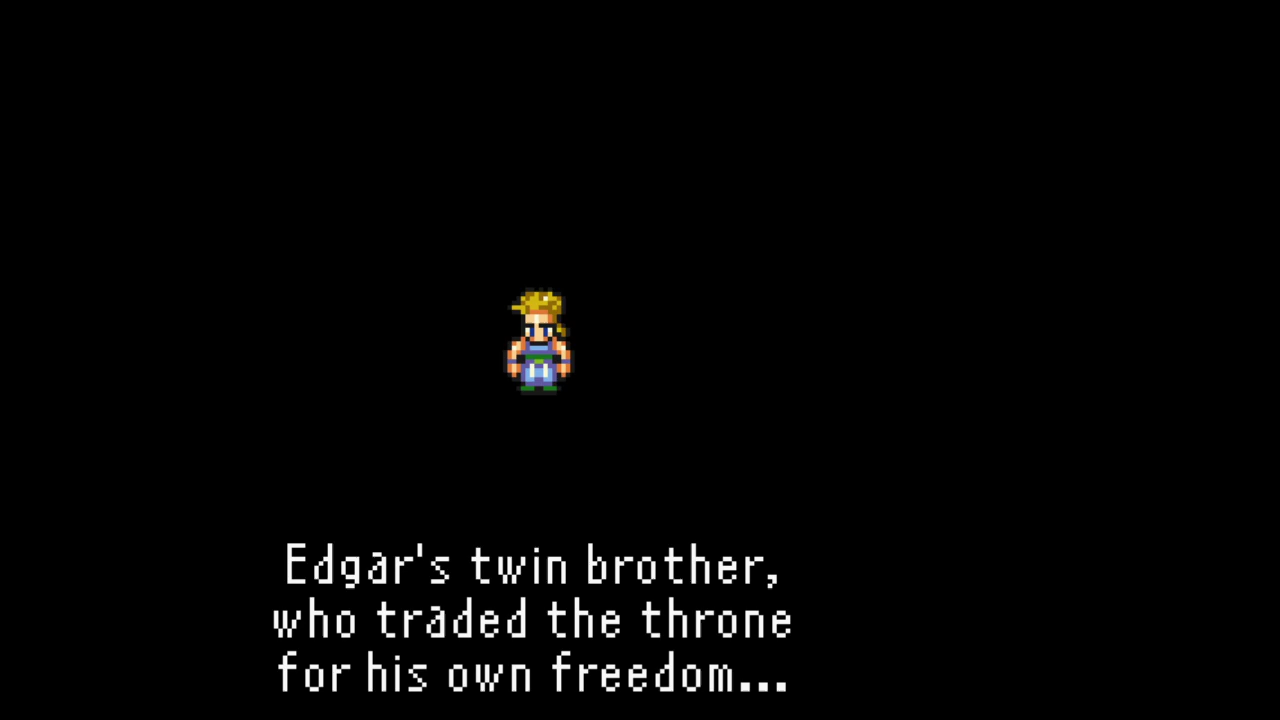 Edgar's twin brother,
who traded the throne
for his own freedom...